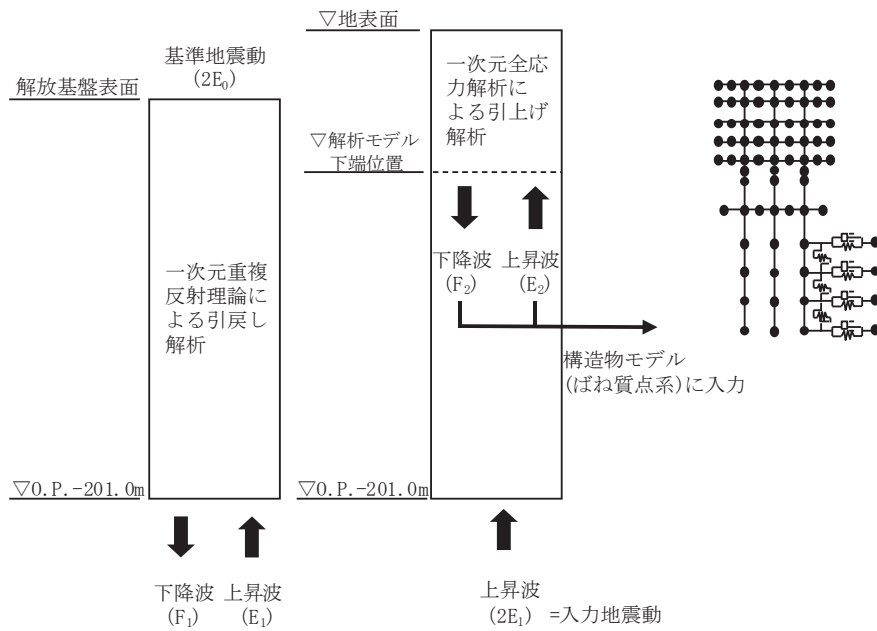 基準地震動
(2E₀)
解放基盤表面
一次元重複
反射理論に
よる引戻し
解析
▽O.P.-201.0m
下降波
(F₁)
上昇波
(E₁)
▽地表面
一次元全応
力解析に
よる引上げ
解析
▽解析モデル
下端位置
下降波
(F₂)
上昇波
(E₂)
構造物モデル
(ばね質点系)に入力
▽O.P.-201.0m
上昇波
(2E₁) =入力地震動